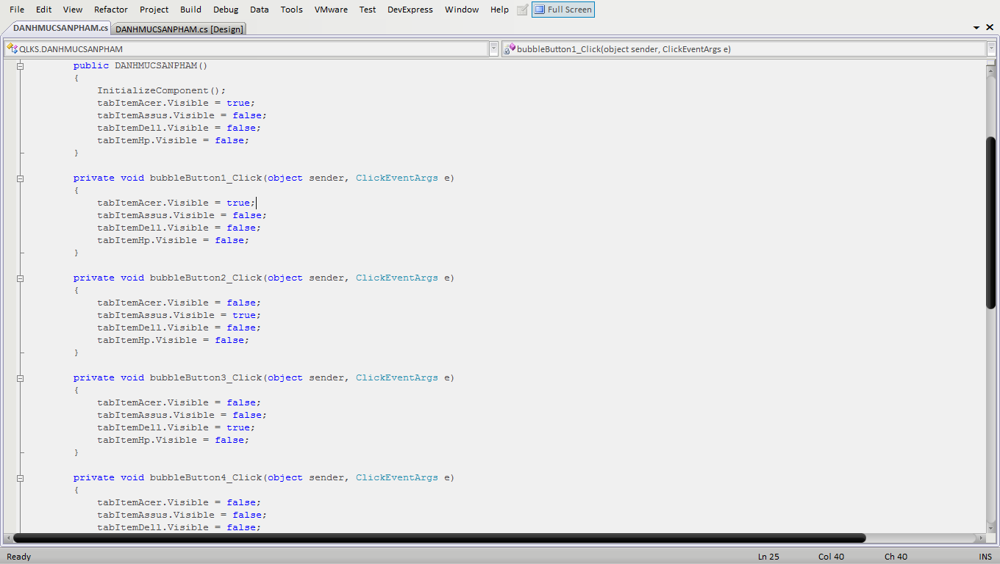 File Edit View Refactor Project Build Debug Data Tools VMware Test DevExpress Window Help Full Screen
DANHMUCSANPHAM.cs DANHMUCSANPHAM.cs [Design]
QLKS.DANHMUCSANPHAM bubbleButton1_Click(object sender, ClickEventArgs e)
public DANHMUCSANPHAM()
{
InitializeComponent();
tabItemAcer.Visible = true;
tabItemAssus.Visible = false;
tabItemDell.Visible = false;
tabItemHp.Visible = false;
}
private void bubbleButton1_Click(object sender, ClickEventArgs e)
{
tabItemAcer.Visible = true;
tabItemAssus.Visible = false;
tabItemDell.Visible = false;
tabItemHp.Visible = false;
}
private void bubbleButton2_Click(object sender, ClickEventArgs e)
{
tabItemAcer.Visible = false;
tabItemAssus.Visible = true;
tabItemDell.Visible = false;
tabItemHp.Visible = false;
}
private void bubbleButton3_Click(object sender, ClickEventArgs e)
{
tabItemAcer.Visible = false;
tabItemAssus.Visible = false;
tabItemDell.Visible = true;
tabItemHp.Visible = false;
}
private void bubbleButton4_Click(object sender, ClickEventArgs e)
{
tabItemAcer.Visible = false;
tabItemAssus.Visible = false;
tabItemDell.Visible = false;
Ready Ln 25 Col 40 Ch 40 INS